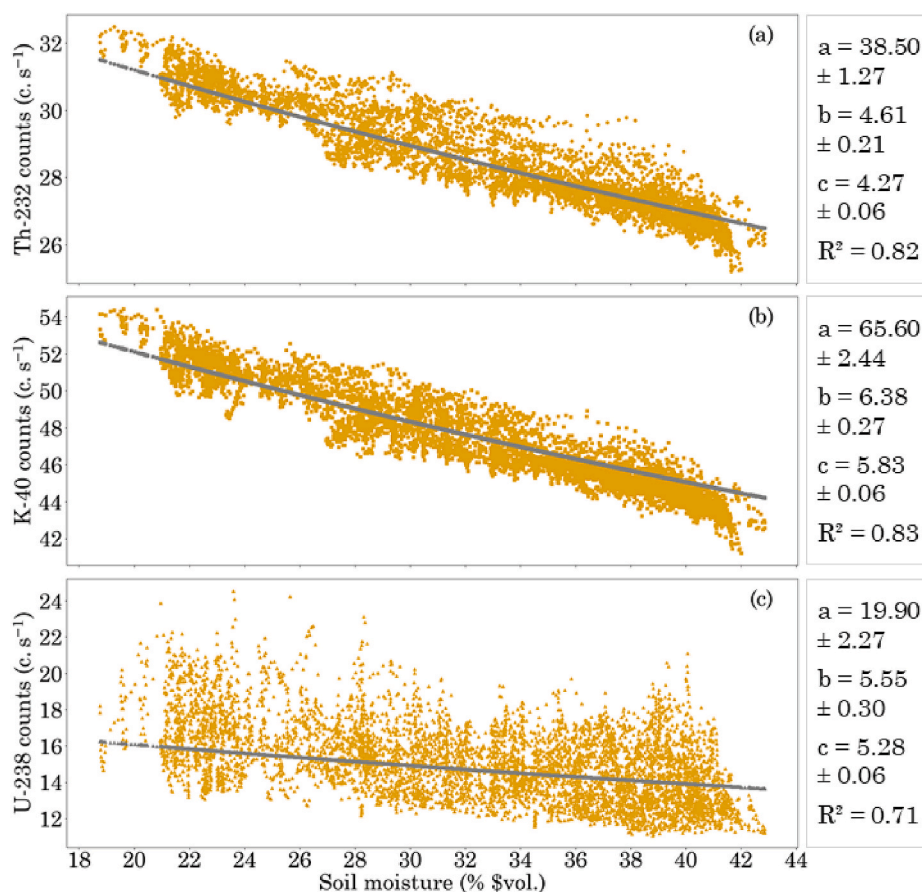 (a)
Th-232 counts (c. s⁻¹)
32
30
28
26
a = 38.50
± 1.27
b = 4.61
± 0.21
c = 4.27
± 0.06
R² = 0.82
(b)
K-40 counts (c. s⁻¹)
54
52
50
48
46
44
42
a = 65.60
± 2.44
b = 6.38
± 0.27
c = 5.83
± 0.06
R² = 0.83
(c)
U-238 counts (c. s⁻¹)
24
22
20
18
16
14
12
a = 19.90
± 2.27
b = 5.55
± 0.30
c = 5.28
± 0.06
R² = 0.71
18 20 22 24 26 28 30 32 34 36 38 40 42 44
Soil moisture (% $vol.)